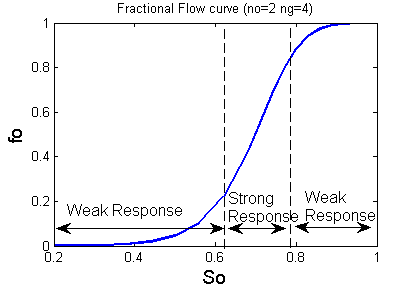 Fractional Flow curve (no=2 ng=4)
1
0.8
0.6
0.4
0.2
0
fo
Weak Response
Strong
Response
Weak
Response
0.2
0.4
0.6
0.8
1
So